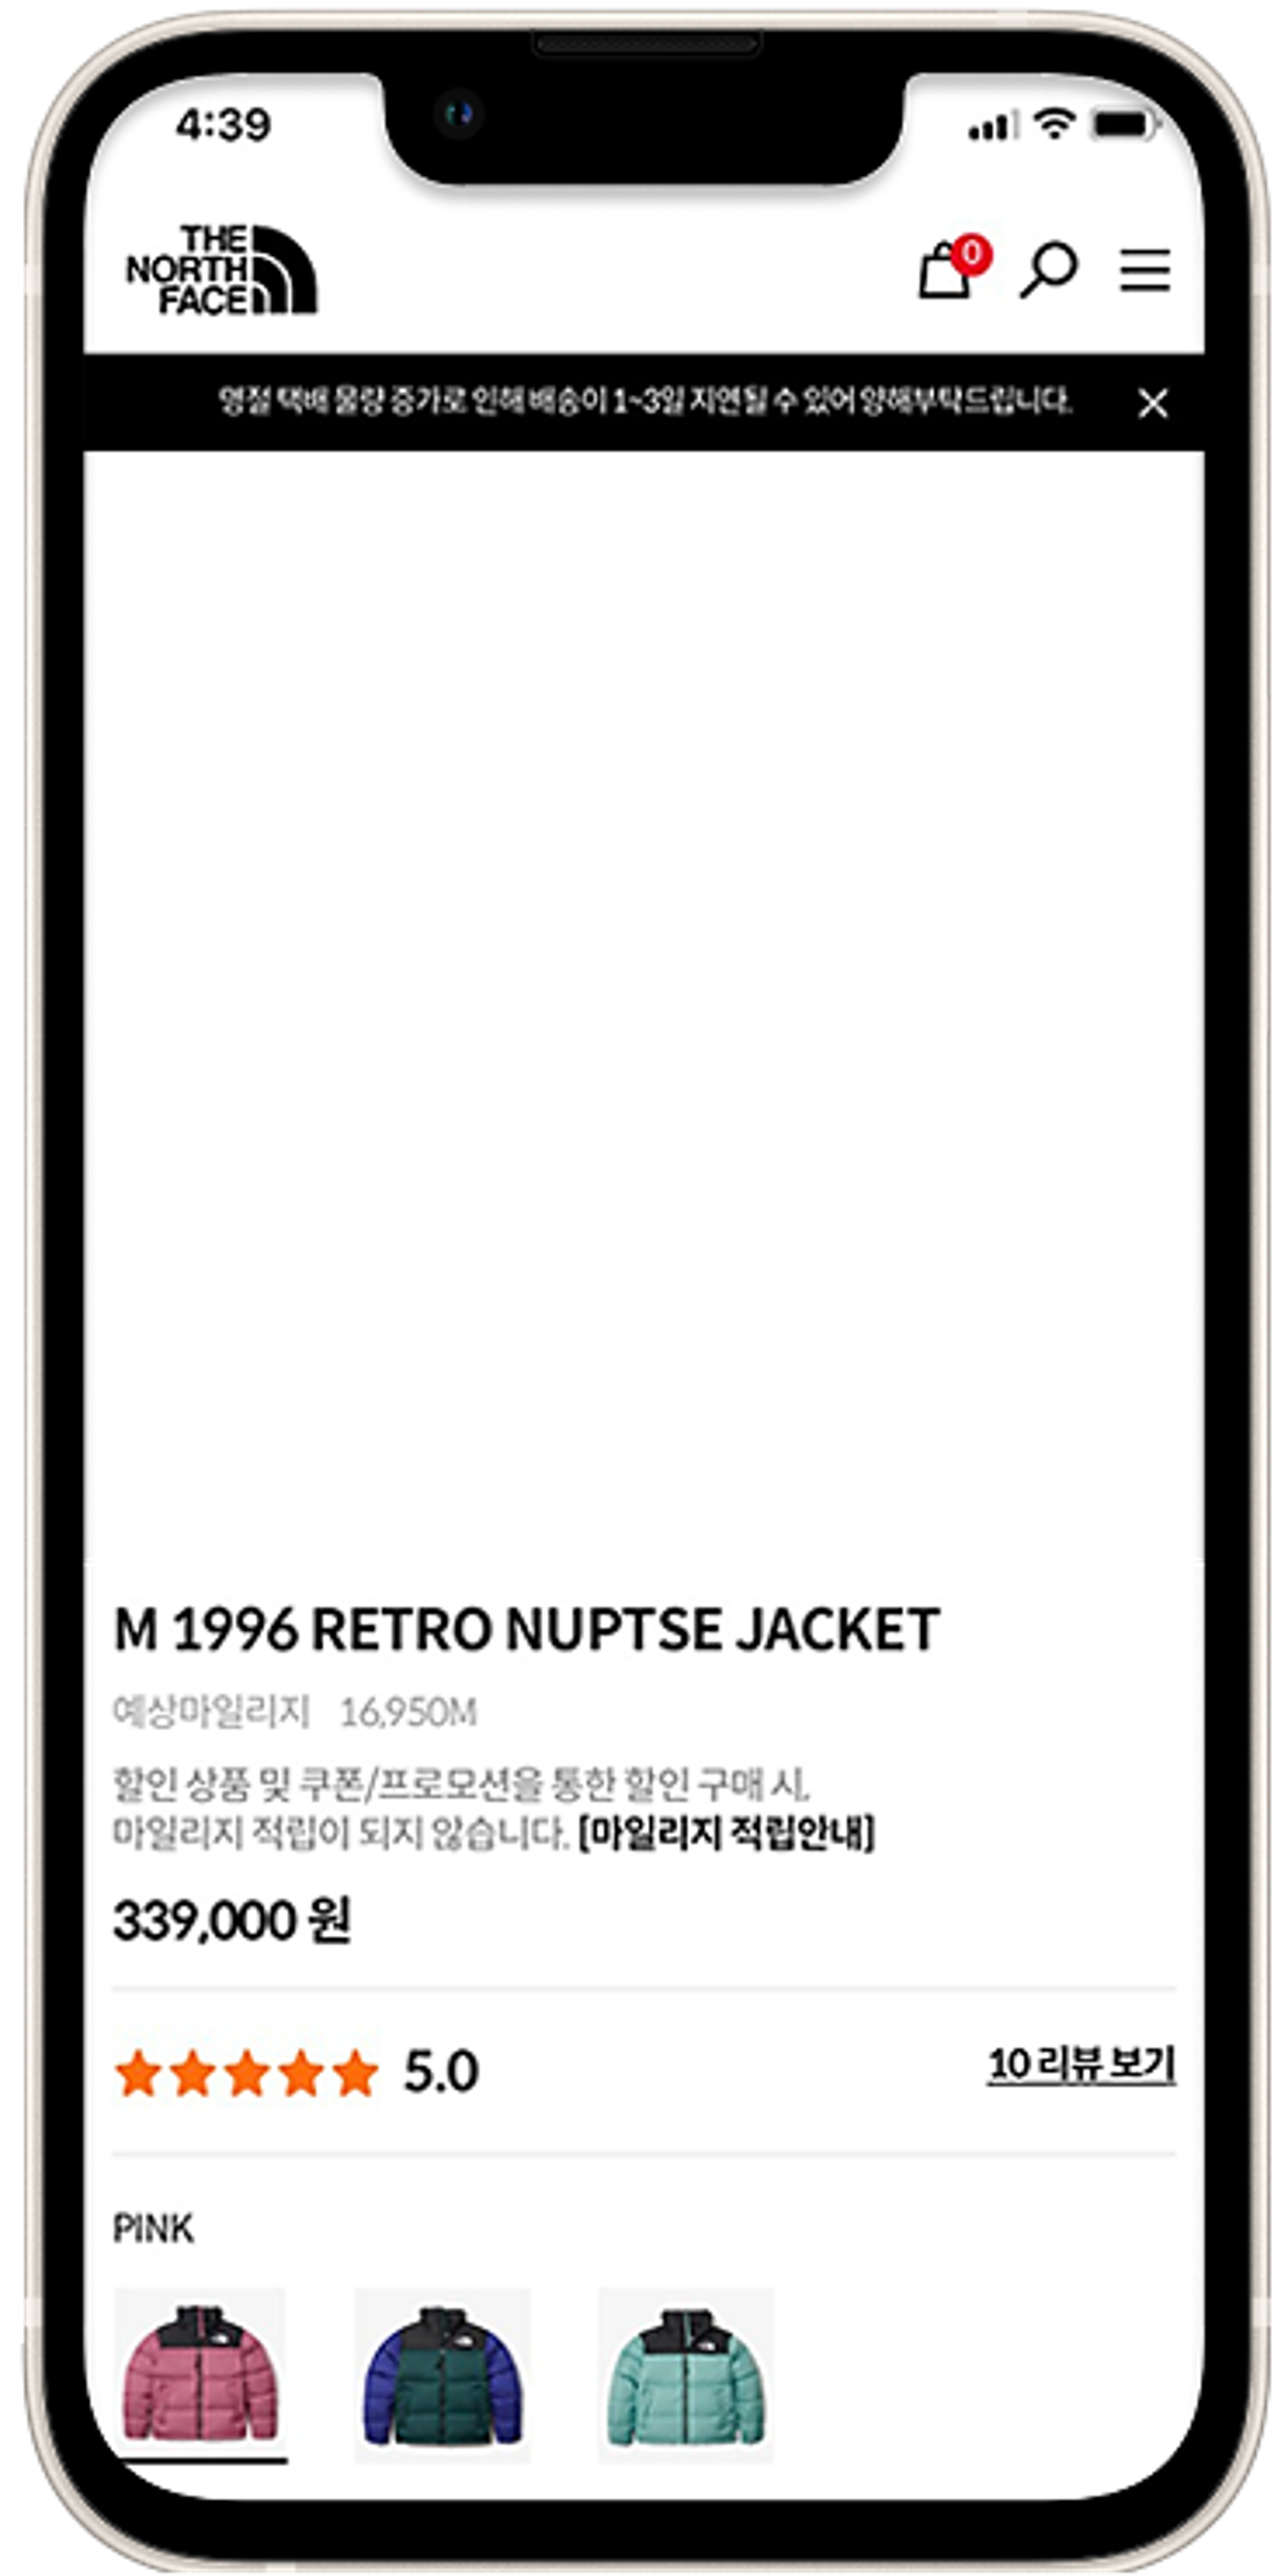 4:39
THE
NORTH
FACE
0
명절 택배 물량 증가로 인해 배송이 1~3일 지연될 수 있어 양해부탁드립니다.
M 1996 RETRO NUPTSE JACKET
예상마일리지 16,950M
할인 상품 및 쿠폰/프로모션을 통한 할인 구매 시,
마일리지 적립이 되지 않습니다. [마일리지 적립안내]
339,000 원
5.0
10 리뷰 보기
PINK